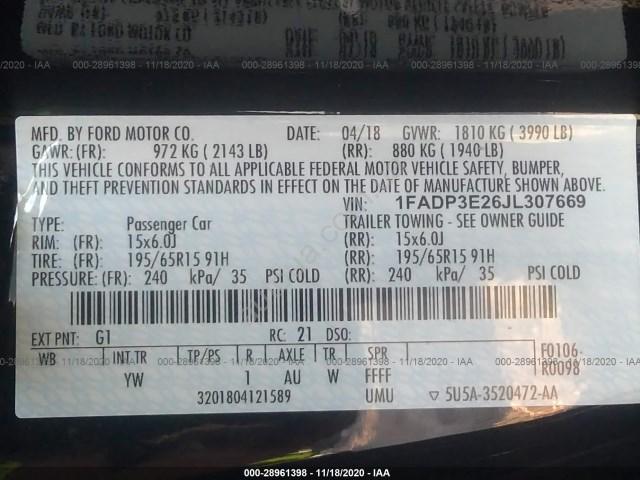 000-28961398 - 11/18/2020 - IAA
MFD. BY FORD MOTOR CO. DATE: 04/18 GVWR: 1810 KG ( 3990 LB)
GAWR: (FR): 972 KG ( 2143 LB) (RR): 880 KG ( 1940 LB)
THIS VEHICLE CONFORMS TO ALL APPLICABLE FEDERAL MOTOR VEHICLE SAFETY, BUMPER,
AND THEFT PREVENTION STANDARDS IN EFFECT ON THE DATE OF MANUFACTURE SHOWN ABOVE.
VIN: 1FADP3E26JL307669
TYPE: Passenger Car TRAILER TOWING - SEE OWNER GUIDE
RIM: (FR): 15x6.0J (RR): 15x6.0J
TIRE: (FR): 195/65R15 91H (RR): 195/65R15 91H
PRESSURE: (FR): 240 kPa/ 35 PSI COLD (RR): 240 kPa/ 35 PSI COLD
EXT PNT: G1 RC: 21 DSO:
WB INT TR TP/PS R AXLE TR SPR F0106-
YW 1 AU W FFFF R0098
3201804121589 UMU ▽ 5U5A-3520472-AA
000-28961398 - 11/18/2020 - IAA